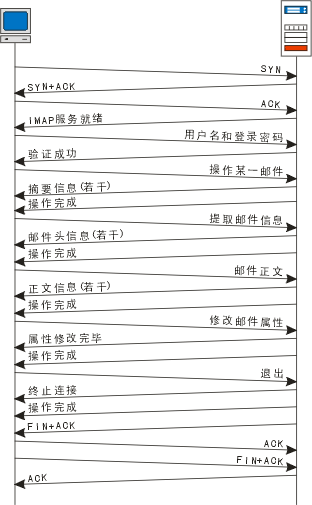 SYN
SYN+ACK
ACK
IMAP服务就绪
用户名和登录密码
验证成功
操作某一邮件
摘要信息(若干)
操作完成
提取邮件信息
邮件头信息(若干)
操作完成
邮件正文
正文信息(若干)
操作完成
修改邮件属性
属性修改完毕
操作完成
退出
终止连接
操作完成
FIN+ACK
ACK
FIN+ACK
ACK